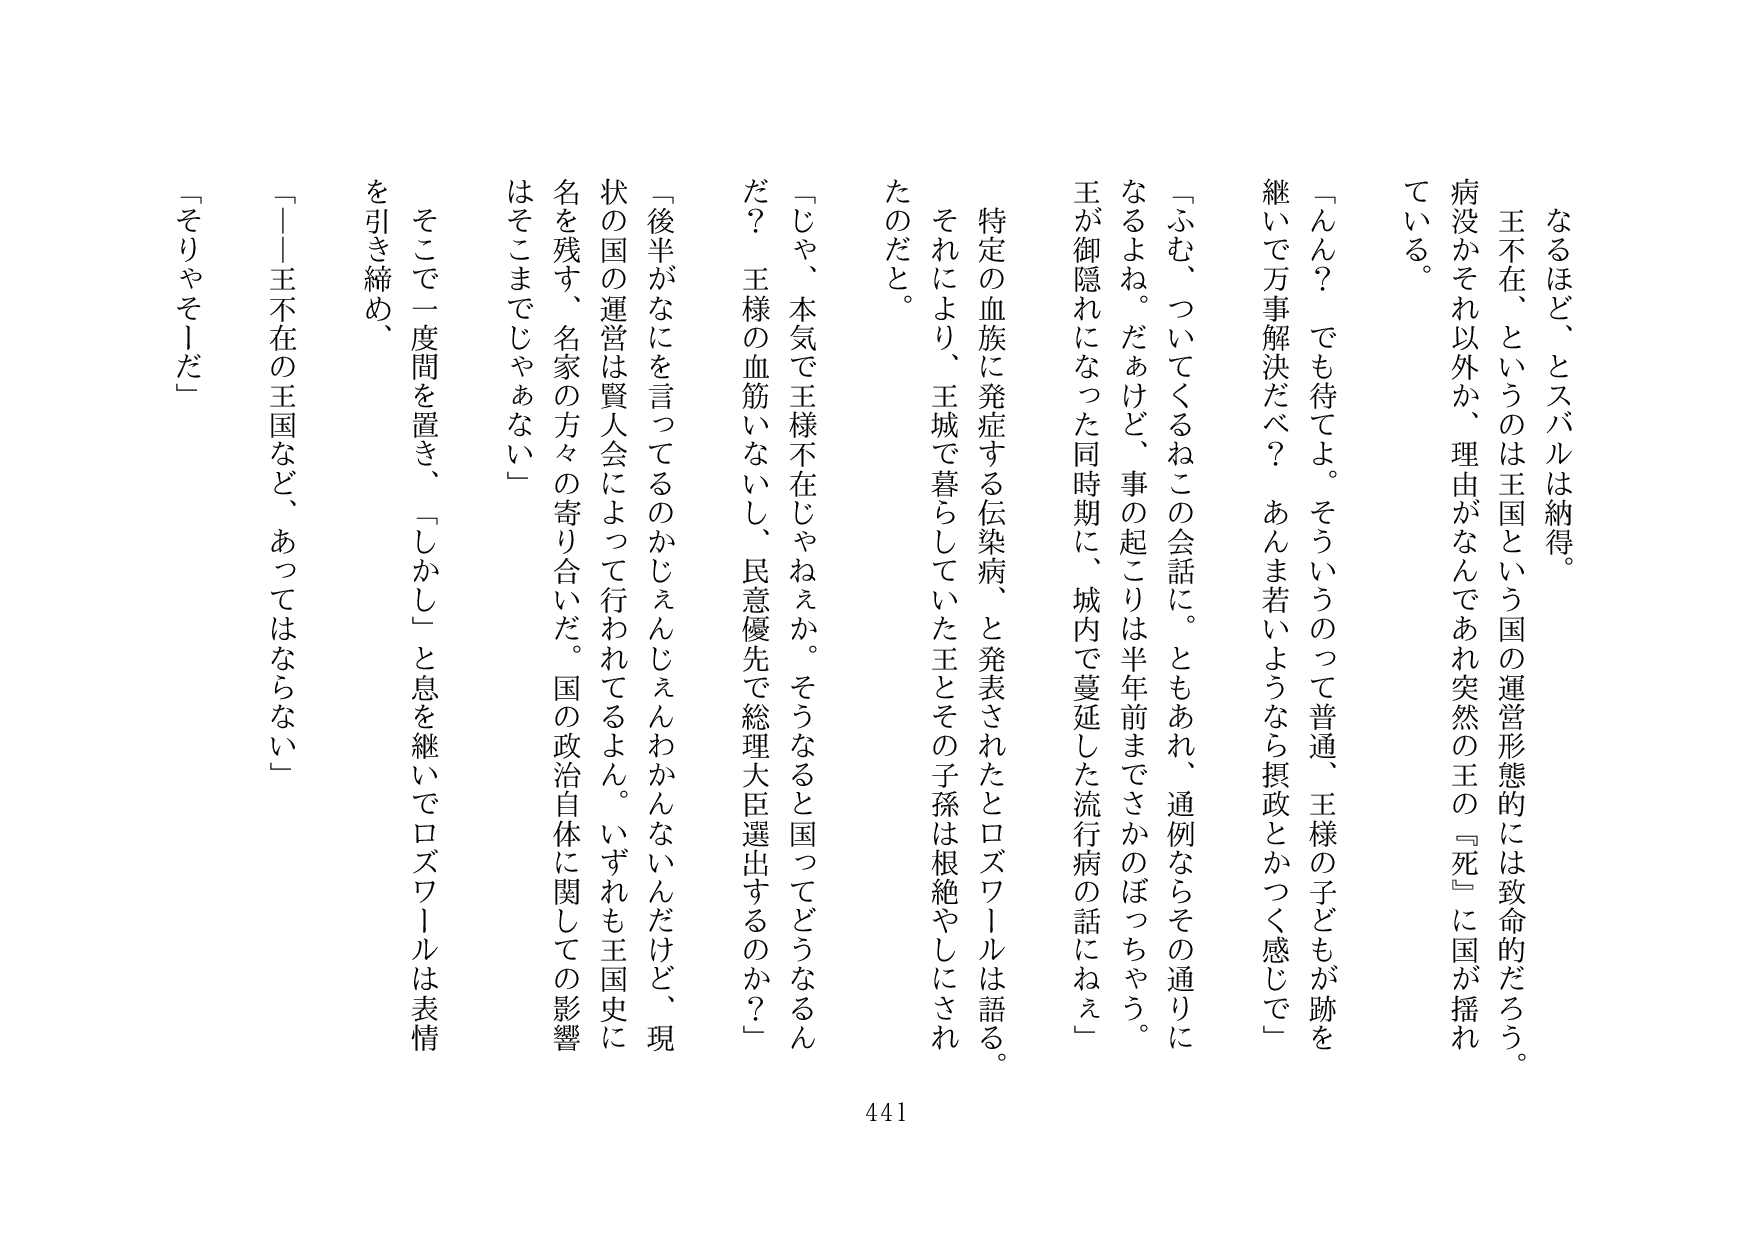 なるほど、とスバルは納得。
王不在、というのは王国という国の運営形態的には致命的だろう。
病没かそれ以外か、理由がなんであれ突然の王の『死』に国が揺れ
ている。
「んん？　でも待てよ。そういうのって普通、王様の子どもが跡を
継いで万事解決だべ？　あんま若いようなら摂政とかつく感じで」
「ふむ、ついてくるねこの会話に。ともあれ、通例ならその通りに
なるよね。だぁけど、事の起こりは半年前までさかのぼっちゃう。
王が御隠れになった同時期に、城内で蔓延した流行病の話にねぇ」
特定の血族に発症する伝染病、と発表されたとロズワールは語る。
それにより、王城で暮らしていた王とその子孫は根絶やしにされ
たのだと。
「じゃ、本気で王様不在じゃねぇか。そうなると国ってどうなるん
だ？　王様の血筋いないし、民意優先で総理大臣選出するのか？」
「後半がなにを言ってるのかじぇんじぇんわかんないんだけど、現
状の国の運営は賢人会によって行われてるよん。いずれも王国史に
名を残す、名家の方々の寄り合いだ。国の政治自体に関しての影響
はそこまでじゃぁない」
そこで一度間を置き、「しかし」と息を継いでロズワールは表情
を引き締め、
「――王不在の王国など、あってはならない」
「そりゃそーだ」
441